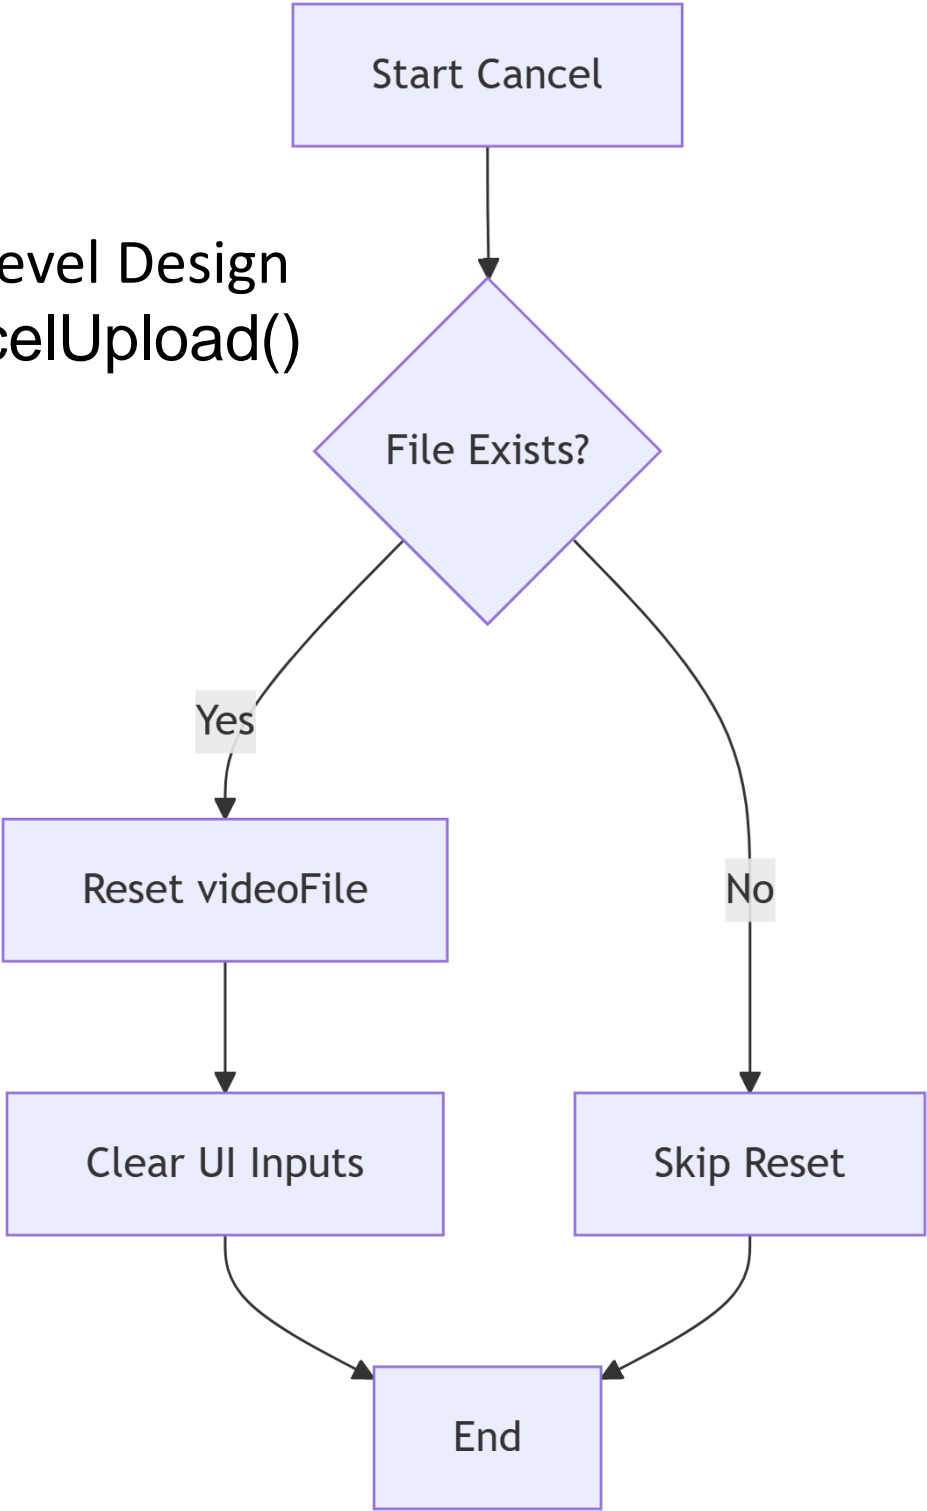 Start Cancel
evel Design
celUpload()
File Exists?
Yes
Reset videoFile
No
Clear UI Inputs
Skip Reset
End